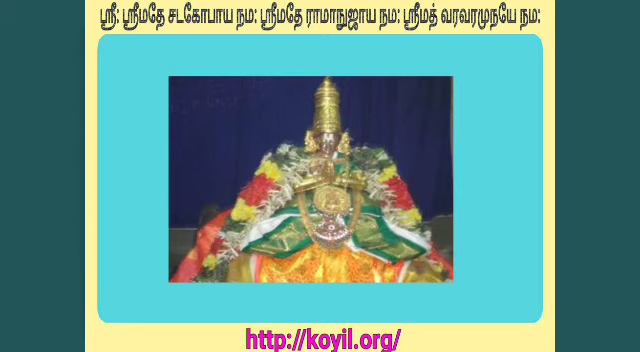 ஸ்ரீ: ஸ்ரீமதே சடகோபாய நம: ஸ்ரீமதே ராமாநுஜாய நம: ஸ்ரீமத் வரவரமுநயே நம:
http://koyil.org/